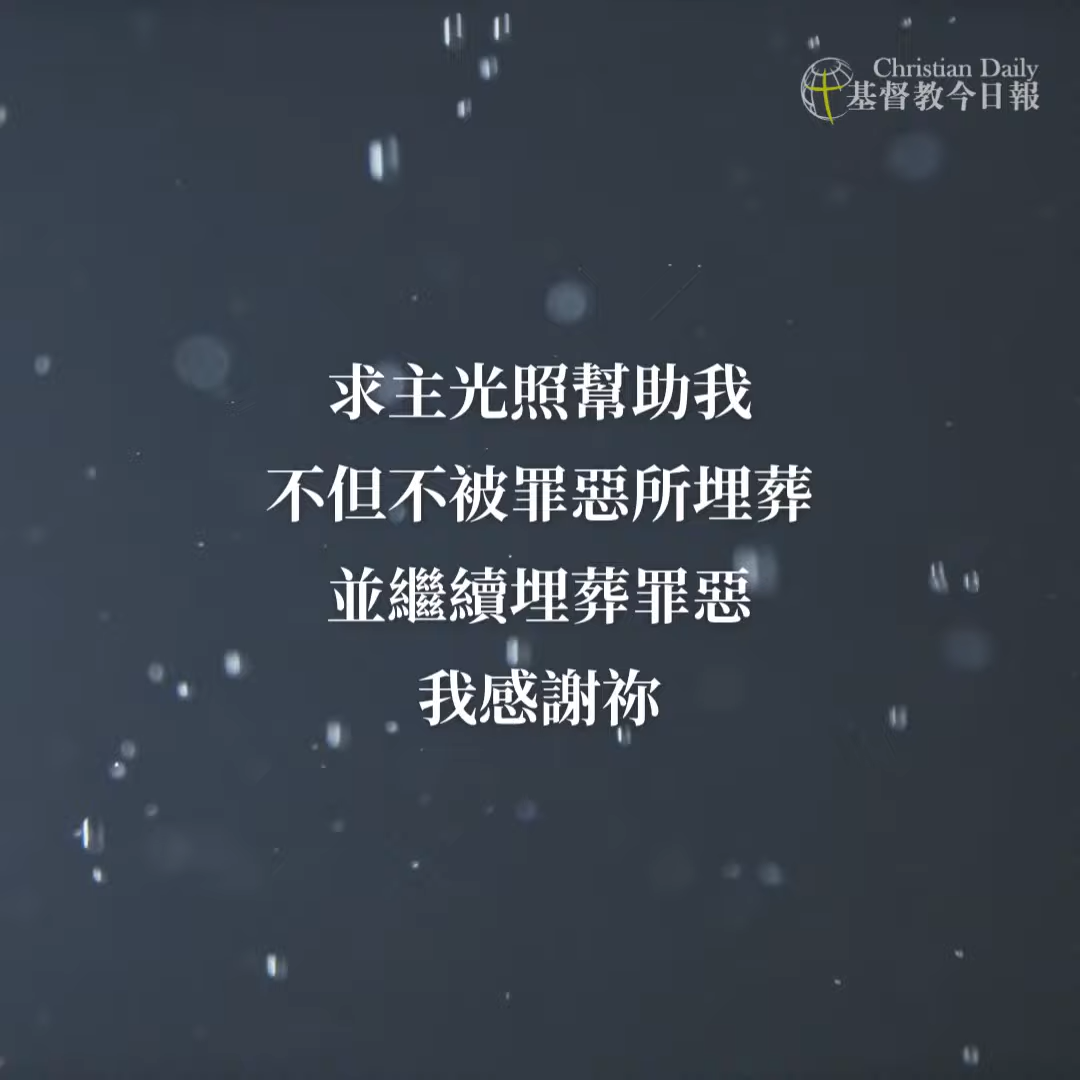 Christian Daily
基督教今日報
求主光照幫助我
不但不被罪惡所埋葬
並繼續埋葬罪惡
我感謝祢